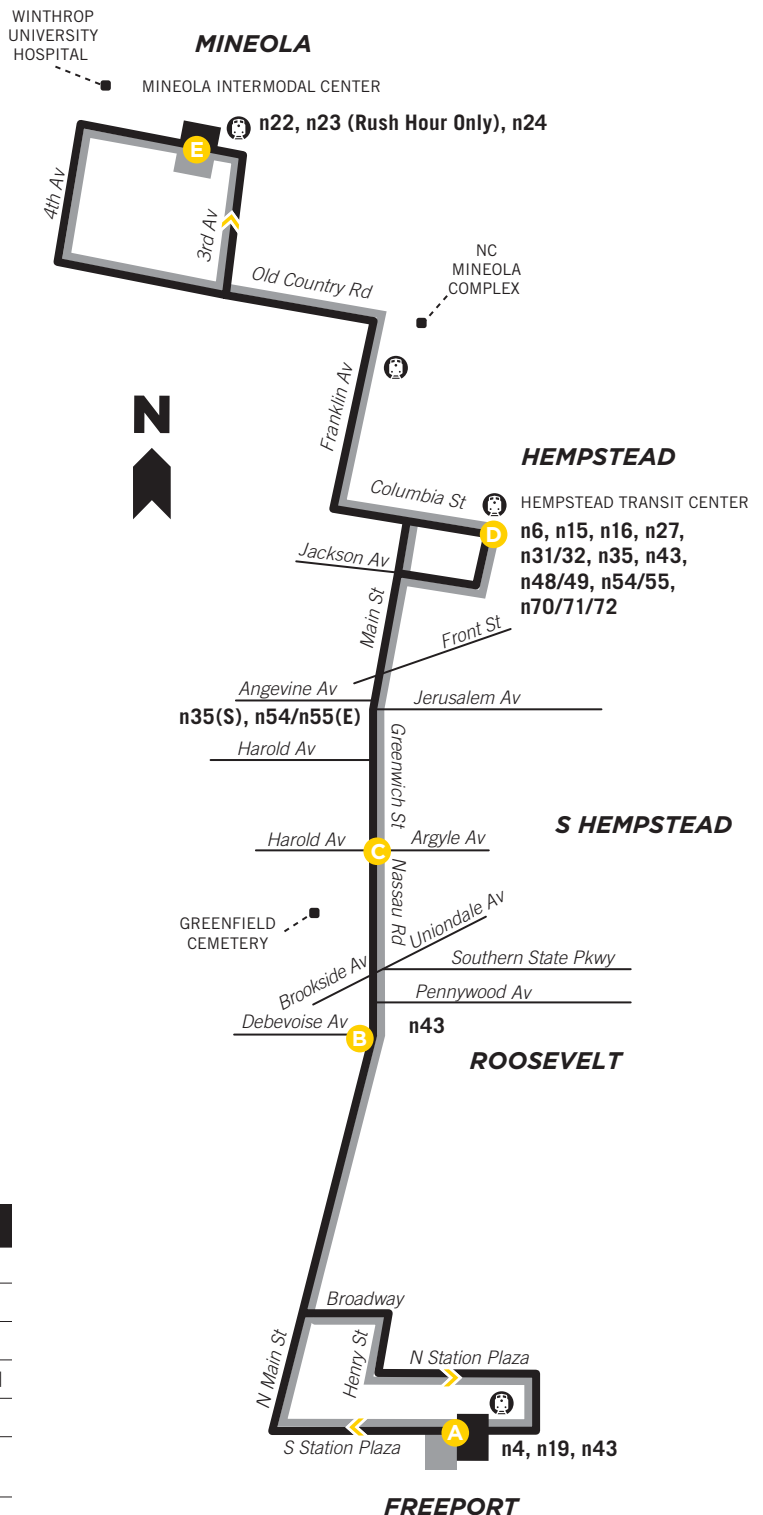 WINTHROP
UNIVERSITY
HOSPITAL
MINEOLA
MINEOLA INTERMODAL CENTER
n22, n23 (Rush Hour Only), n24
E
4th Av
3rd Av
Old Country Rd
NC
MINEOLA
COMPLEX
Franklin Av
N
HEMPSTEAD
Columbia St
HEMPSTEAD TRANSIT CENTER
D
n6, n15, n16, n27,
n31/32, n35, n43,
n48/49, n54/55,
n70/71/72
Jackson Av
Main St
Front St
Angevine Av
Jerusalem Av
n35(S), n54/n55(E)
Greenwich St
Harold Av
S HEMPSTEAD
Harold Av
C
Argyle Av
Nassau Rd
GREENFIELD
CEMETERY
Uniondale Av
Brookside Av
Southern State Pkwy
Pennywood Av
Debevoise Av
B
n43
ROOSEVELT
Broadway
N Main St
Henry St
N Station Plaza
S Station Plaza
A
n4, n19, n43
FREEPORT